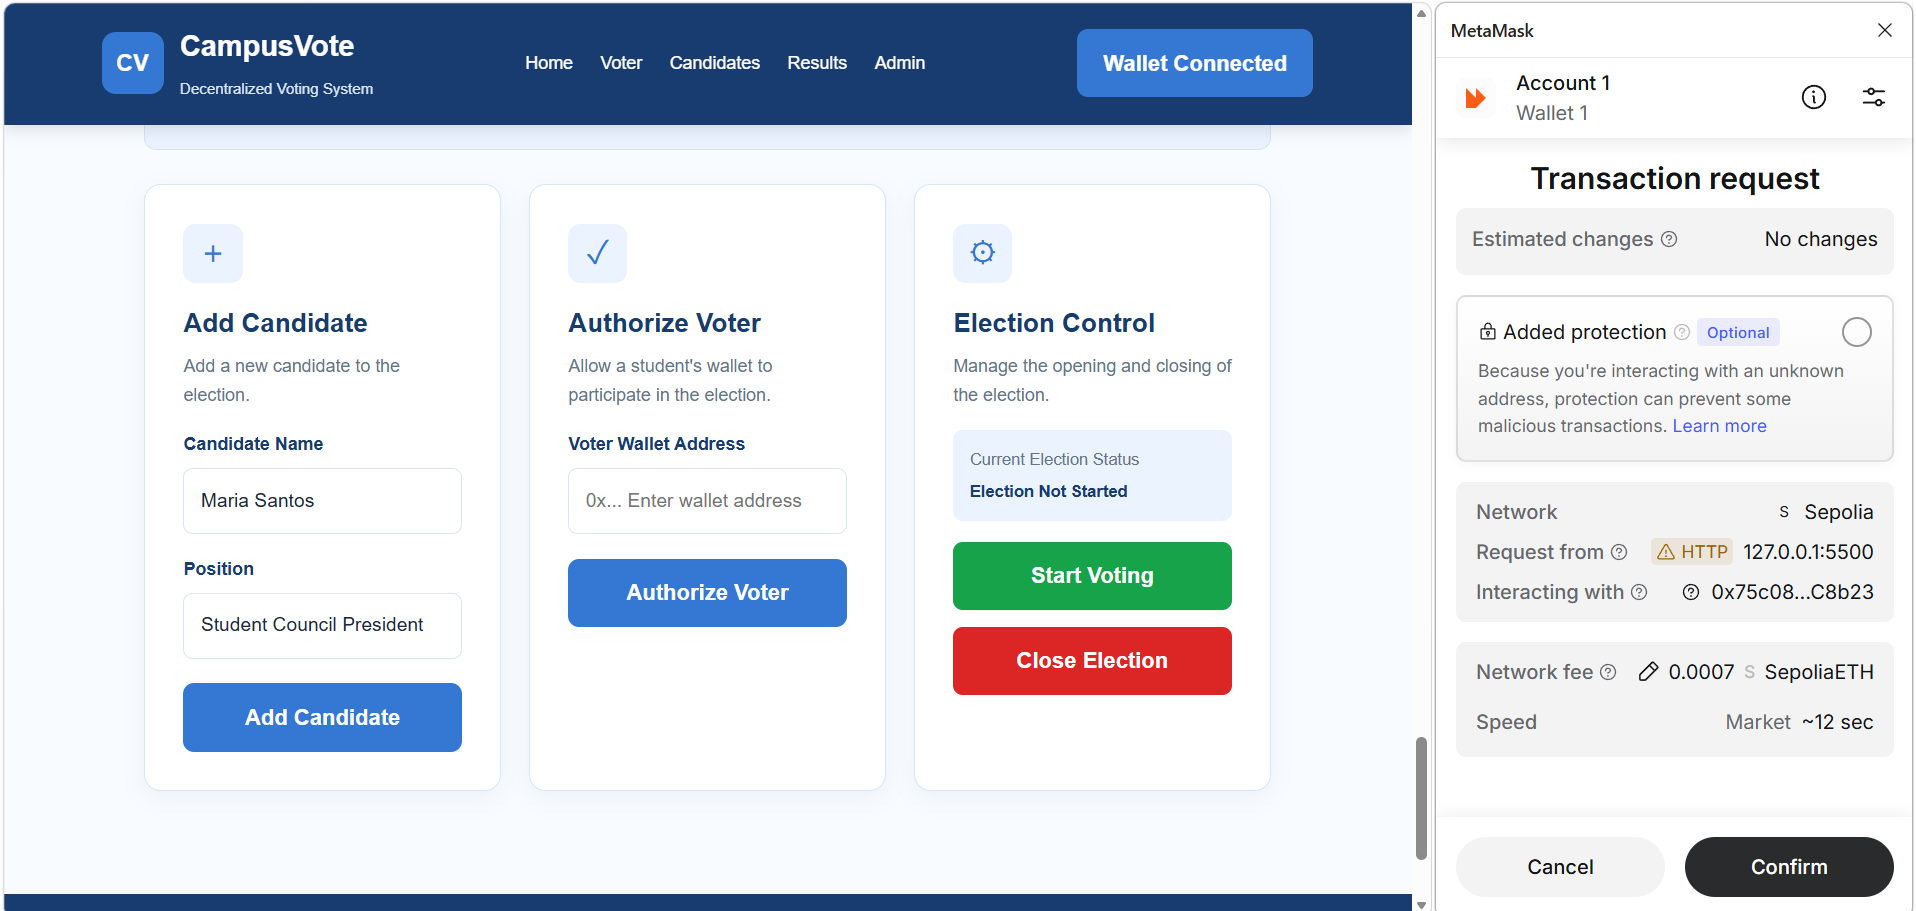 CV
CampusVote
Decentralized Voting System
Home
Voter
Candidates
Results
Admin
Wallet Connected
+
Add Candidate
Add a new candidate to the
election.
Candidate Name
Maria Santos
Position
Student Council President
Add Candidate
✓
Authorize Voter
Allow a student's wallet to
participate in the election.
Voter Wallet Address
0x... Enter wallet address
Authorize Voter
Election Control
Manage the opening and closing of
the election.
Current Election Status
Election Not Started
Start Voting
Close Election
MetaMask
Account 1
Wallet 1
Transaction request
Estimated changes
No changes
Added protection
Optional
Because you're interacting with an unknown
address, protection can prevent some
malicious transactions. Learn more
Network
S Sepolia
Request from
HTTP 127.0.0.1:5500
Interacting with
0x75c08...C8b23
Network fee
0.0007 S SepoliaETH
Speed
Market ~12 sec
Cancel
Confirm